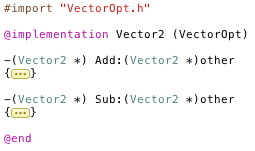 #import "VectorOpt.h"
@implementation Vector2 (VectorOpt)
-(Vector2 *) Add:(Vector2 *)other
{...}
-(Vector2 *) Sub:(Vector2 *)other
{...}
@end